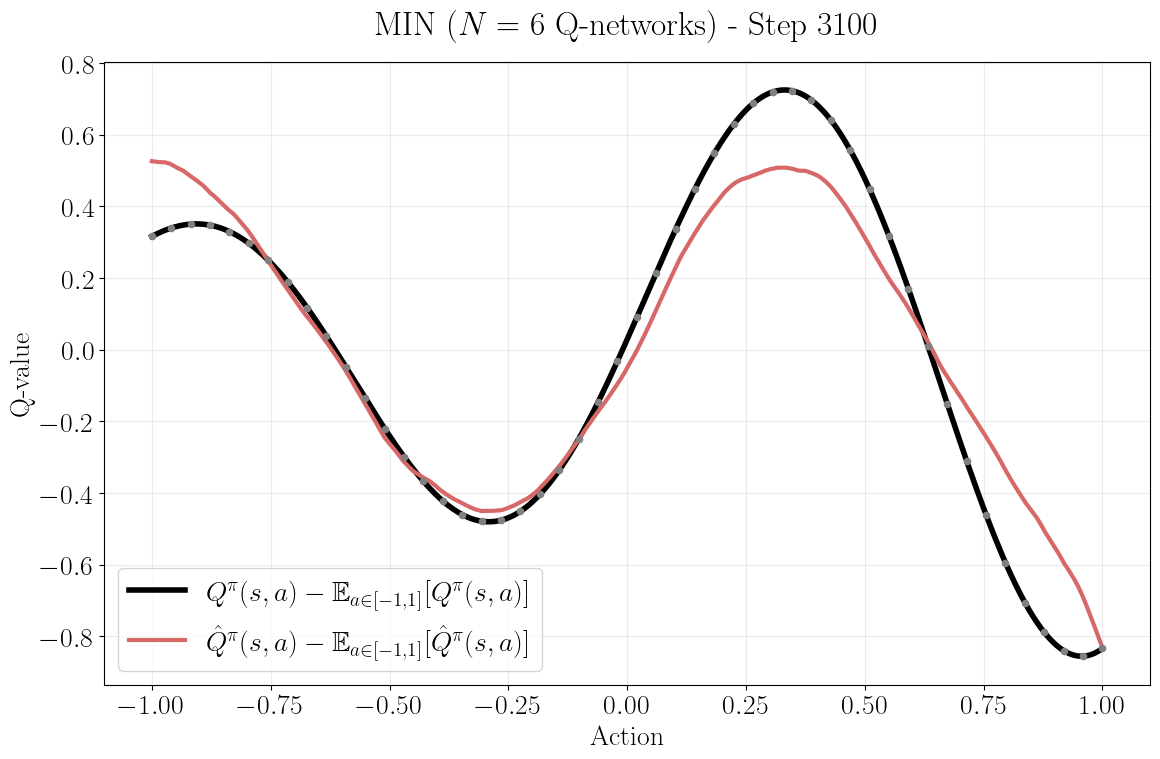 MIN (N = 6 Q-networks) - Step 3100
Q-value
0.8
0.6
0.4
0.2
0.0
−0.2
−0.4
−0.6
−0.8
Q^π(s, a) − 𝔼_{a∈[−1,1]}[Q^π(s, a)]
Q̂^π(s, a) − 𝔼_{a∈[−1,1]}[Q̂^π(s, a)]
−1.00 −0.75 −0.50 −0.25 0.00 0.25 0.50 0.75 1.00
Action